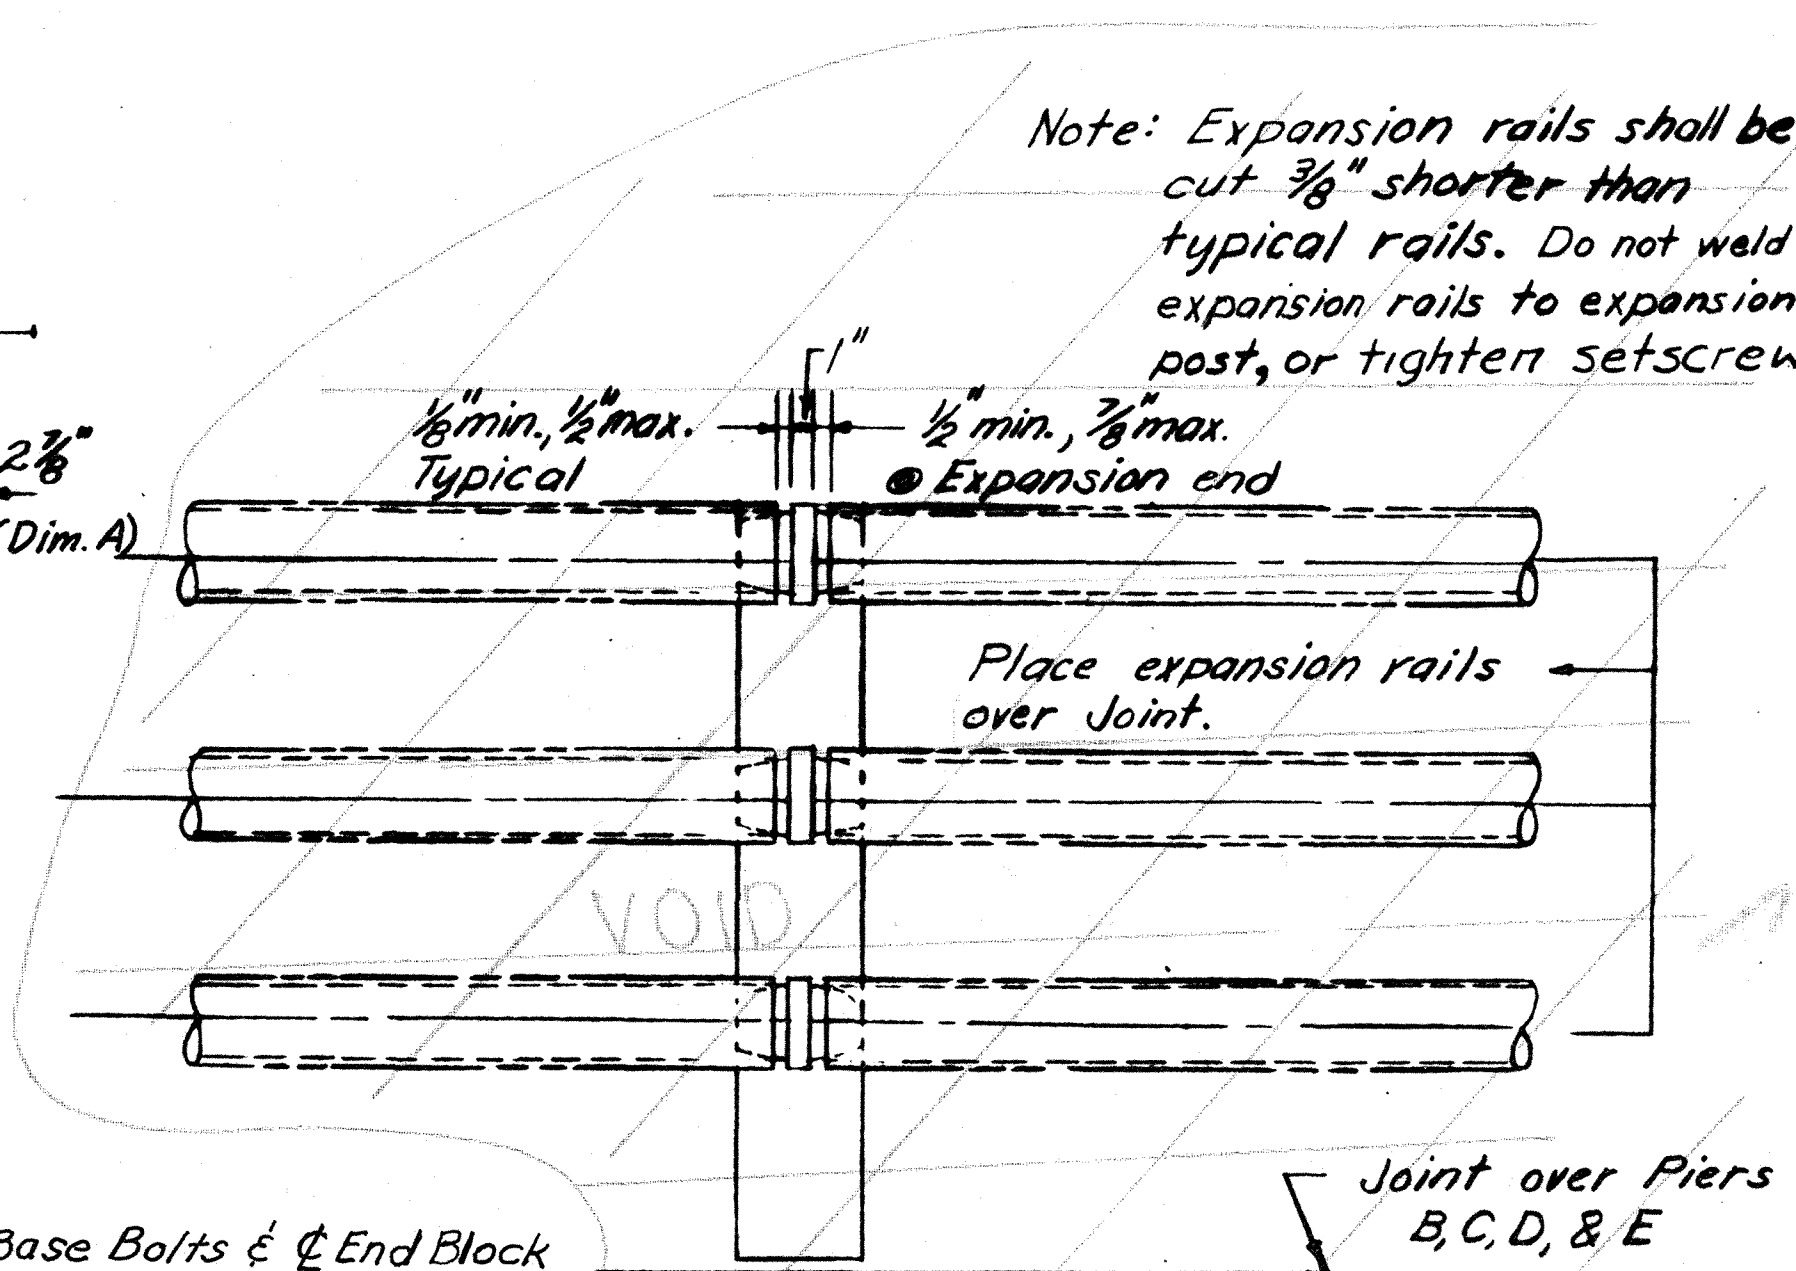 Note: Expansion rails shall be
cut 3/8" shorter than
typical rails. Do not weld
expansion rails to expansion
post, or tighten setscrew
1"
1/8" min., 1/2" max.
Typical
1/2" min., 7/8" max.
@ Expansion end
2 7/8"
(Dim. A)
Place expansion rails
over Joint.
VOID
Joint over Piers
B, C, D, & E
Base Bolts & ℄ End Block